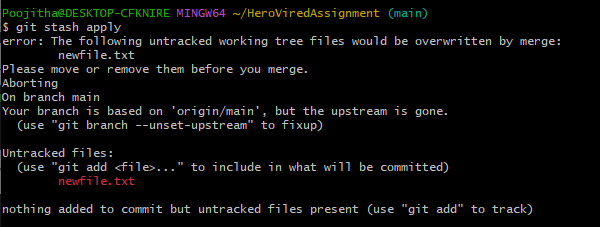 Poojitha@DESKTOP-CFKNIRE MINGW64 ~/HeroViredAssignment (main)
$ git stash apply
error: The following untracked working tree files would be overwritten by merge:
        newfile.txt
Please move or remove them before you merge.
Aborting
On branch main
Your branch is based on 'origin/main', but the upstream is gone.
  (use "git branch --unset-upstream" to fixup)

Untracked files:
  (use "git add <file>..." to include in what will be committed)
        newfile.txt

nothing added to commit but untracked files present (use "git add" to track)